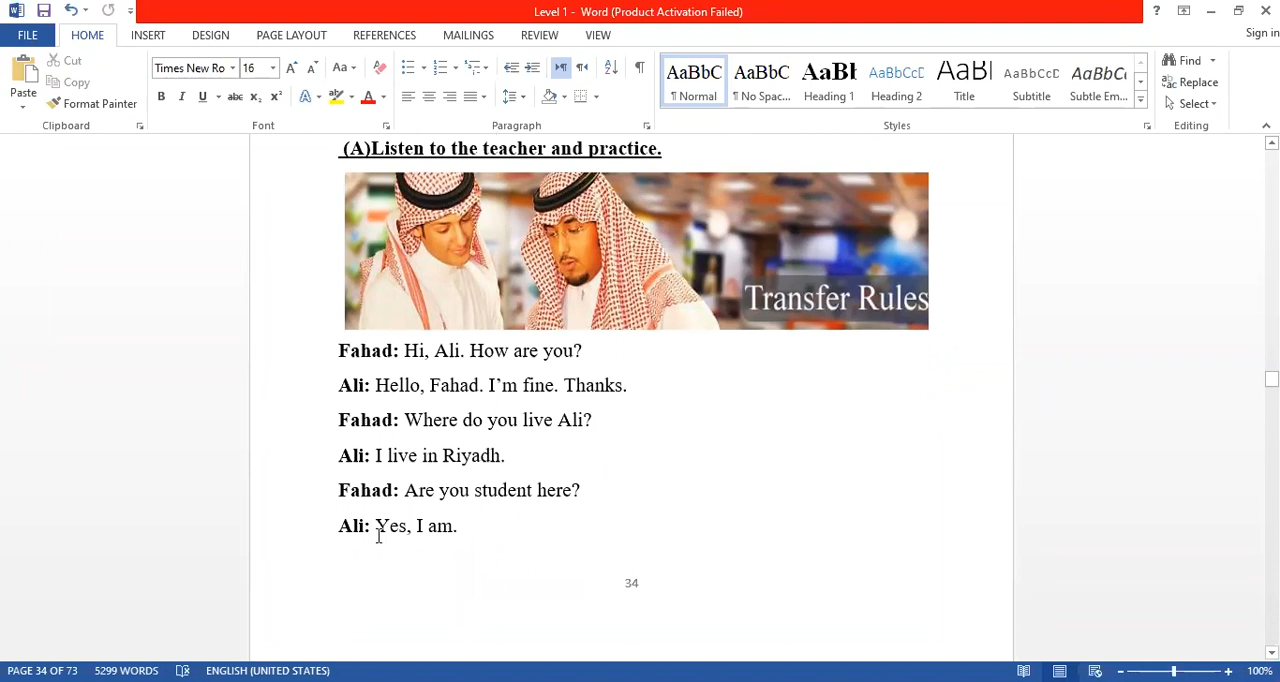 Level 1 - Word (Product Activation Failed)
?
Sign in
FILE HOME INSERT DESIGN PAGE LAYOUT REFERENCES MAILINGS REVIEW VIEW
Paste
Cut
Copy
Format Painter
Clipboard
Times New Ro 16
Font
Paragraph
AaBbC AaBbC AaBbl AaBbCcD AaBl AaBbCcD AaBbCc
¶ Normal ¶ No Spac... Heading 1 Heading 2 Title Subtitle Subtle Em...
Styles
Find
Replace
Select
Editing
(A)Listen to the teacher and practice.
Transfer Rules
Fahad: Hi, Ali. How are you?
Ali: Hello, Fahad. I’m fine. Thanks.
Fahad: Where do you live Ali?
Ali: I live in Riyadh.
Fahad: Are you student here?
Ali: Yes, I am.
34
PAGE 34 OF 73 5299 WORDS ENGLISH (UNITED STATES) 100%